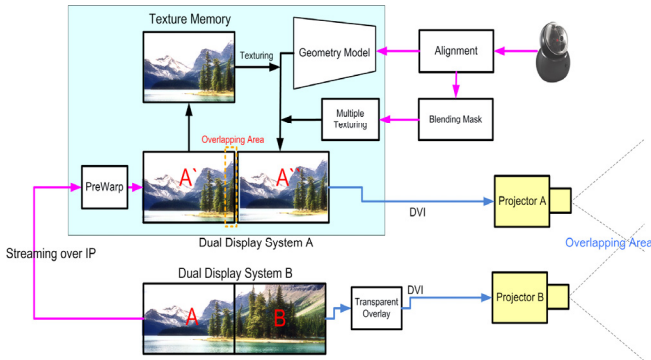 Texture Memory
Texturing
Geometry Model
Alignment
Multiple
Texturing
Blending Mask
Overlapping Area
PreWarp
A`
A``
DVI
Projector A
Dual Display System A
Overlapping Area
Streaming over IP
Dual Display System B
A
B
Transparent
Overlay
DVI
Projector B